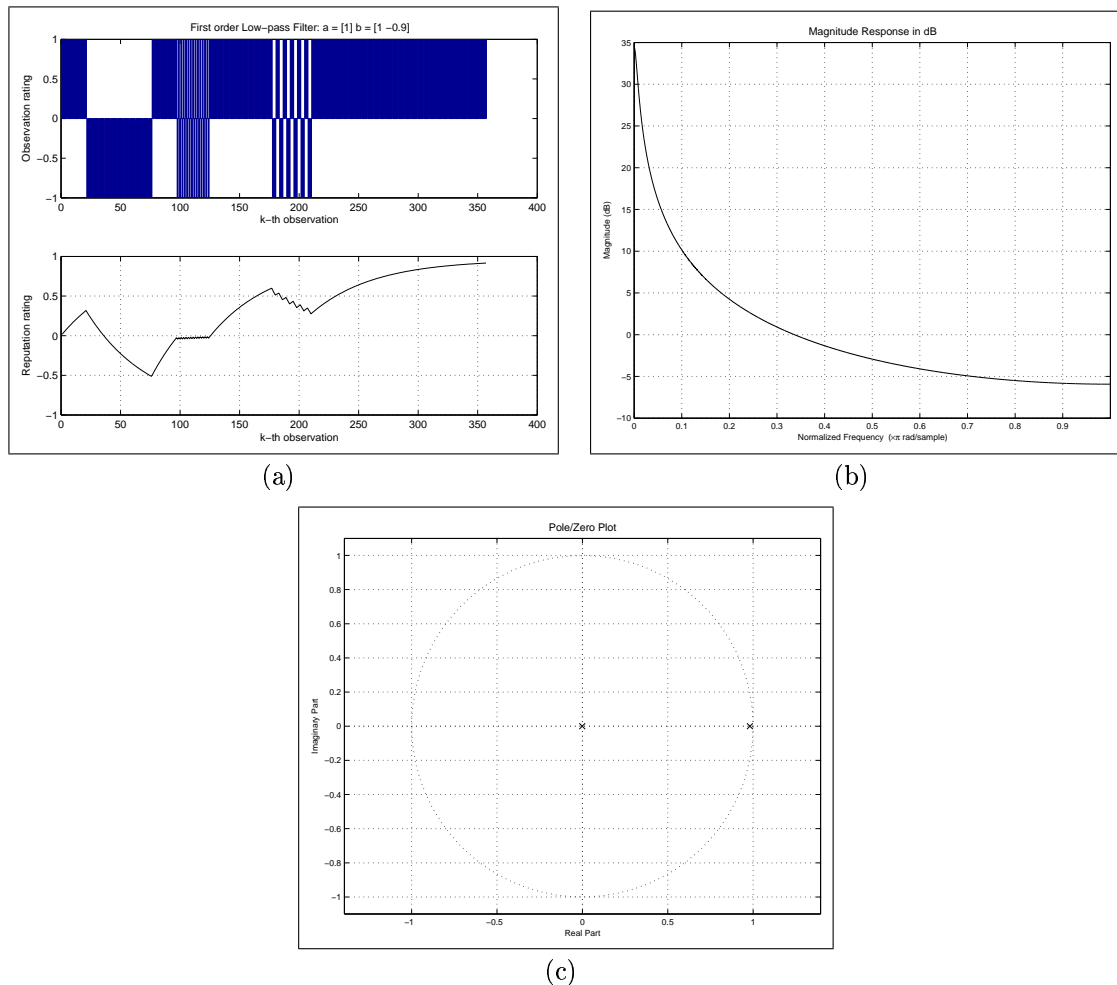 First order Low−pass Filter: a = [1] b = [1 −0.9]
Observation rating
1
0.5
0
−0.5
−1
0 50 100 150 200 250 300 350 400
k−th observation
Reputation rating
1
0.5
0
−0.5
−1
0 50 100 150 200 250 300 350 400
k−th observation
(a)
Magnitude Response in dB
Magnitude (dB)
35
30
25
20
15
10
5
0
−5
−10
0 0.1 0.2 0.3 0.4 0.5 0.6 0.7 0.8 0.9
Normalized Frequency (×π rad/sample)
(b)
Pole/Zero Plot
Imaginary Part
1
0.8
0.6
0.4
0.2
0
−0.2
−0.4
−0.6
−0.8
−1
−1 −0.5 0 0.5 1
Real Part
(c)